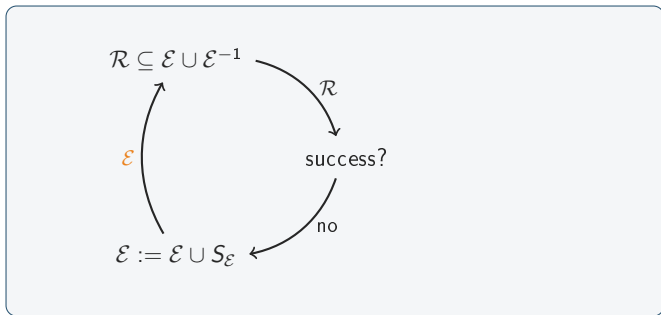 ℛ ⊆ ℰ ∪ ℰ⁻¹
ℛ
success?
ℰ
no
ℰ := ℰ ∪ S_ℰ